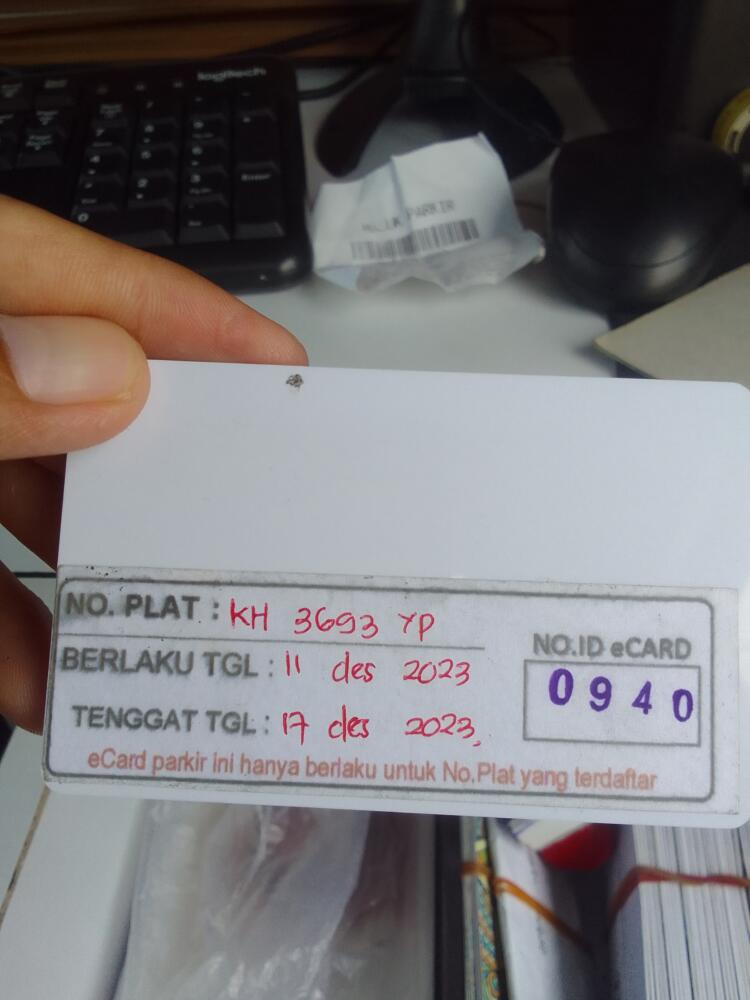 logitech
PARKIR
NO. PLAT : KH 3693 YP
BERLAKU TGL : 11 des 2023
TENGGAT TGL : 17 des 2023,
NO.ID eCARD
0940
eCard parkir ini hanya berlaku untuk No.Plat yang terdaftar